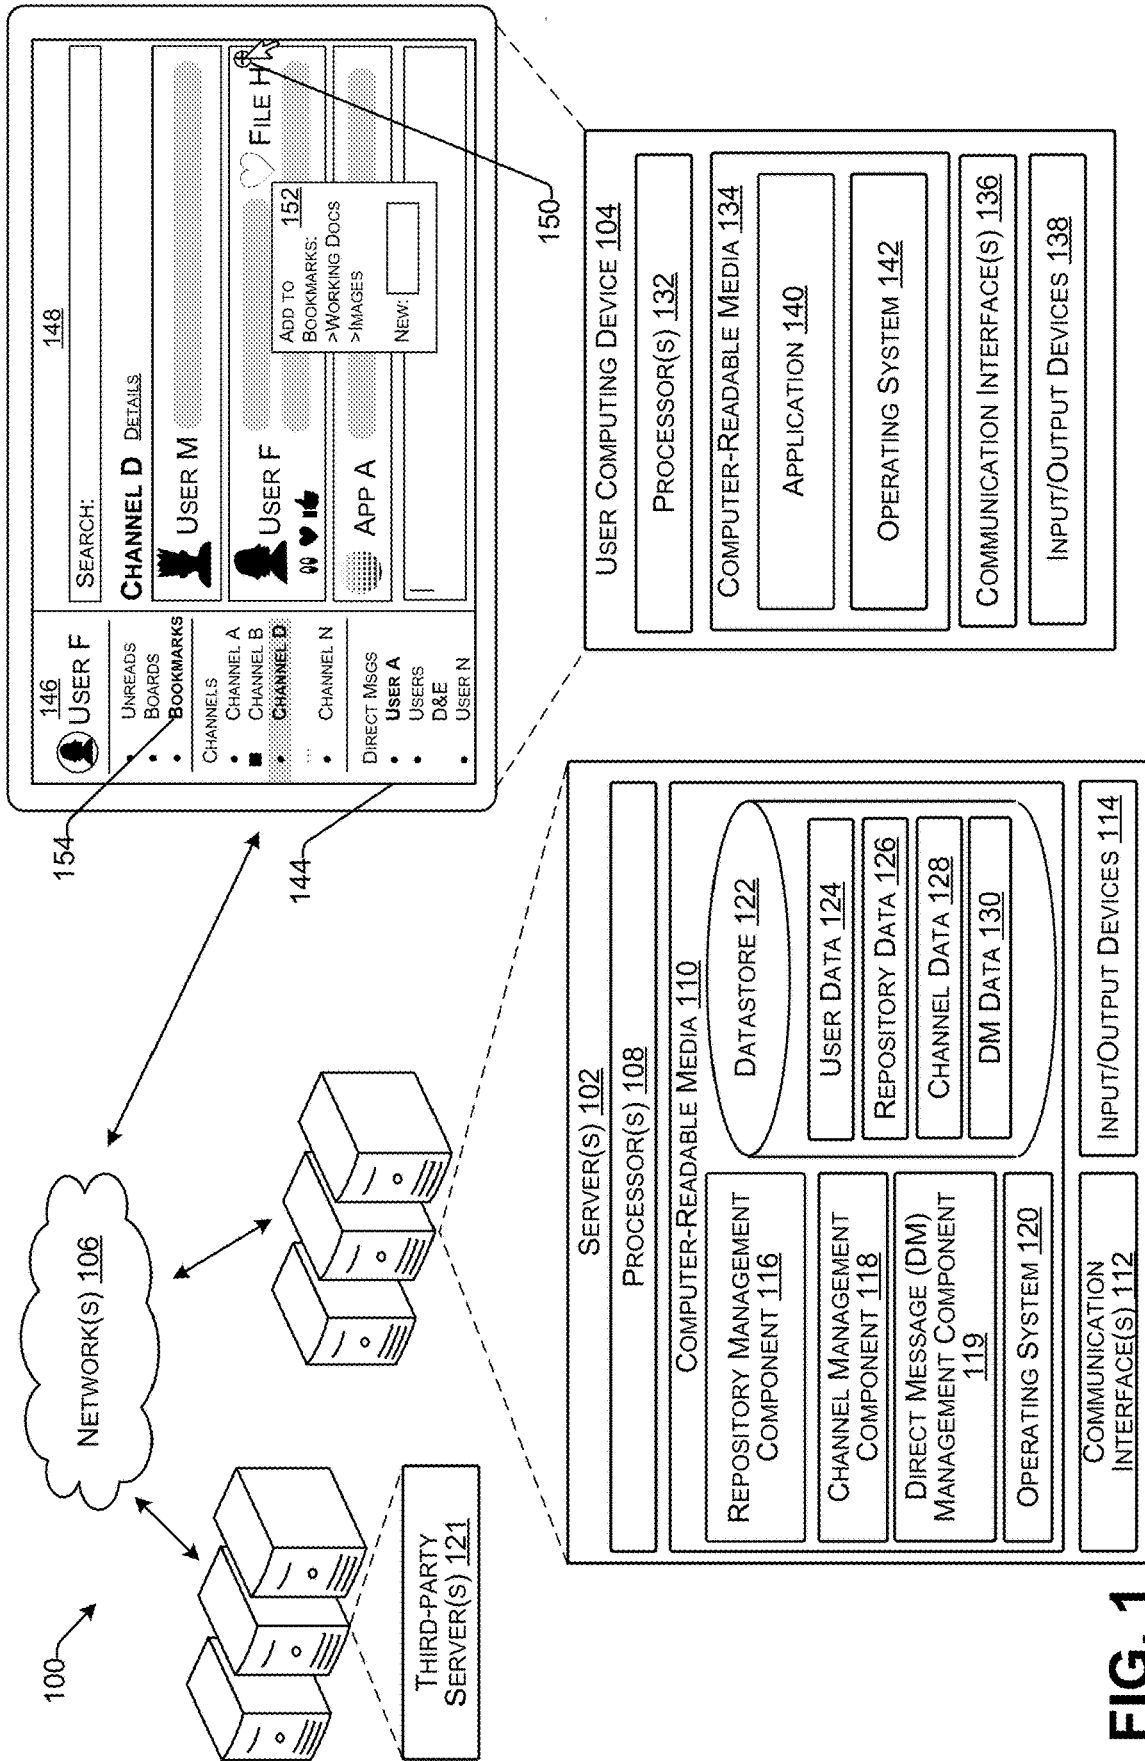 100
NETWORK(S) 106
THIRD-PARTY
SERVER(S) 121
154
144
146
USER F
UNREADS
BOARDS
BOOKMARKS
CHANNELS
CHANNEL A
CHANNEL B
CHANNEL D
...
CHANNEL N
DIRECT MSGS
USER A
USERS
D&E
USER N
148
SEARCH:
CHANNEL D DETAILS
USER M
USER F
FILE H
APP A
152
ADD TO
BOOKMARKS:
>WORKING DOCS
>IMAGES
NEW:
150
SERVER(S) 102
PROCESSOR(S) 108
COMPUTER-READABLE MEDIA 110
REPOSITORY MANAGEMENT
COMPONENT 116
CHANNEL MANAGEMENT
COMPONENT 118
DIRECT MESSAGE (DM)
MANAGEMENT COMPONENT
119
OPERATING SYSTEM 120
DATASTORE 122
USER DATA 124
REPOSITORY DATA 126
CHANNEL DATA 128
DM DATA 130
COMMUNICATION
INTERFACE(S) 112
INPUT/OUTPUT DEVICES 114
USER COMPUTING DEVICE 104
PROCESSOR(S) 132
COMPUTER-READABLE MEDIA 134
APPLICATION 140
OPERATING SYSTEM 142
COMMUNICATION INTERFACE(S) 136
INPUT/OUTPUT DEVICES 138
FIG. 1